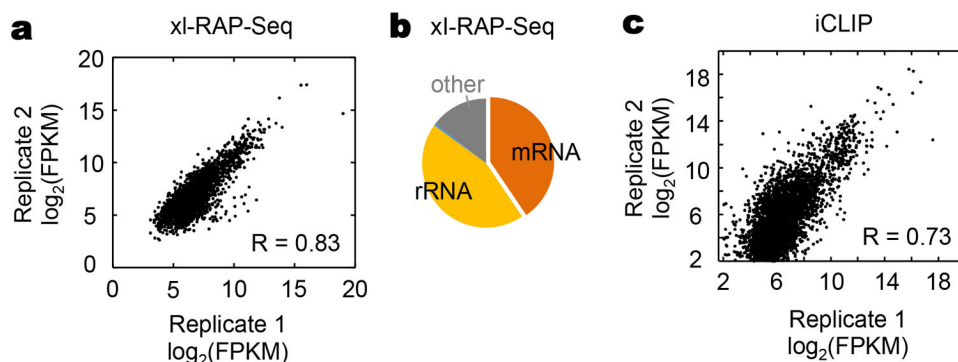 a
xl-RAP-Seq
Replicate 2
log2(FPKM)
20
15
10
5
0
0
5
10
15
20
R = 0.83
Replicate 1
log2(FPKM)
b
xl-RAP-Seq
other
mRNA
rRNA
c
iCLIP
Replicate 2
log2(FPKM)
18
14
10
6
2
2
6
10
14
18
R = 0.73
Replicate 1
log2(FPKM)